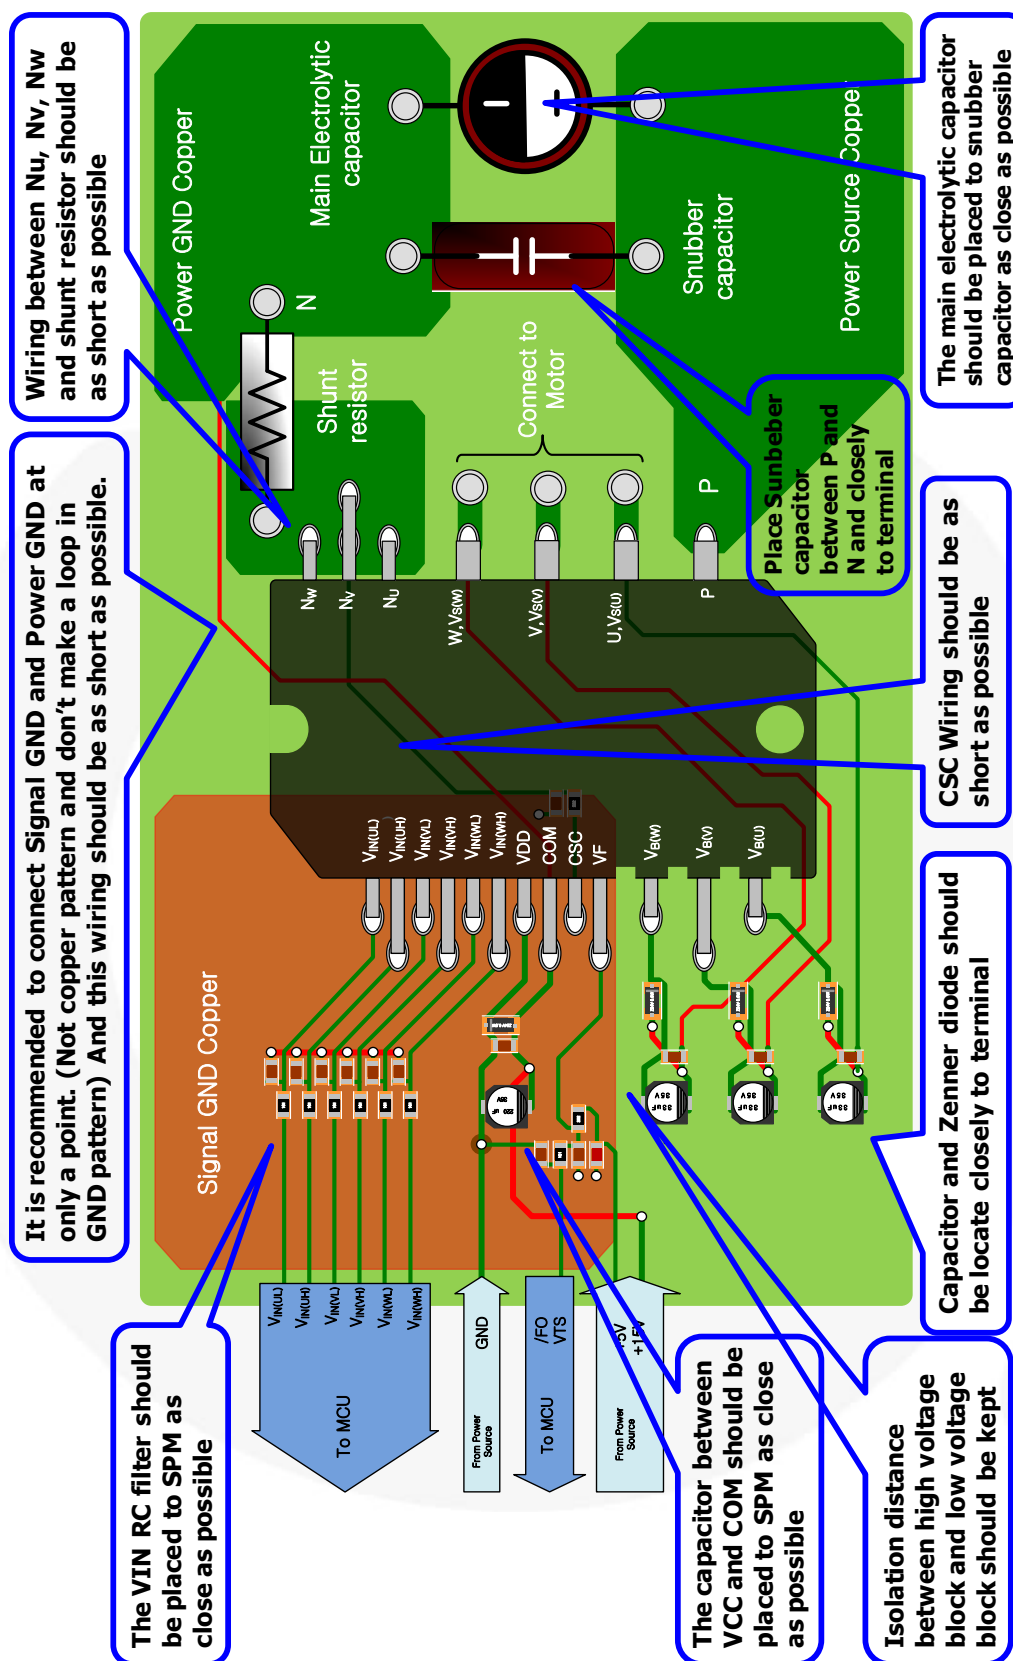 Wiring between Nu, Nv, Nw
and shunt resistor should be
as short as possible
It is recommended to connect Signal GND and Power GND at
only a point. (Not copper pattern and don't make a loop in
GND pattern) And this wiring should be as short as possible.
The VIN RC filter should
be placed to SPM as
close as possible
Power GND Copper
Main Electrolytic
capacitor
N
Shunt
resistor
Connect to
Motor
Snubber
capacitor
Power Source Copper
P
The main electrolytic capacitor
should be placed to snubber
capacitor as close as possible
Place Sunbeber
capacitor
between P and
N and closely
to terminal
CSC Wiring should be as
short as possible
Capacitor and Zenner diode should
be locate closely to terminal
Isolation distance
between high voltage
block and low voltage
block should be kept
The capacitor between
VCC and COM should be
placed to SPM as close
as possible
NW
NV
NU
W,VS(W)
V,VS(V)
U,VS(U)
P
VIN(UL)
VIN(UH)
VIN(VL)
VIN(VH)
VIN(WL)
VIN(WH)
VDD
COM
CSC
VF
VB(W)
VB(V)
VB(U)
Signal GND Copper
220
uF
35V
33uF
35V
33uF
35V
33uF
35V
VIN(UL)
VIN(UH)
VIN(VL)
VIN(VH)
VIN(WL)
VIN(WH)
To MCU
GND
From Power
Source
/FO
VTS
To MCU
+5V
+15V
From Power
Source